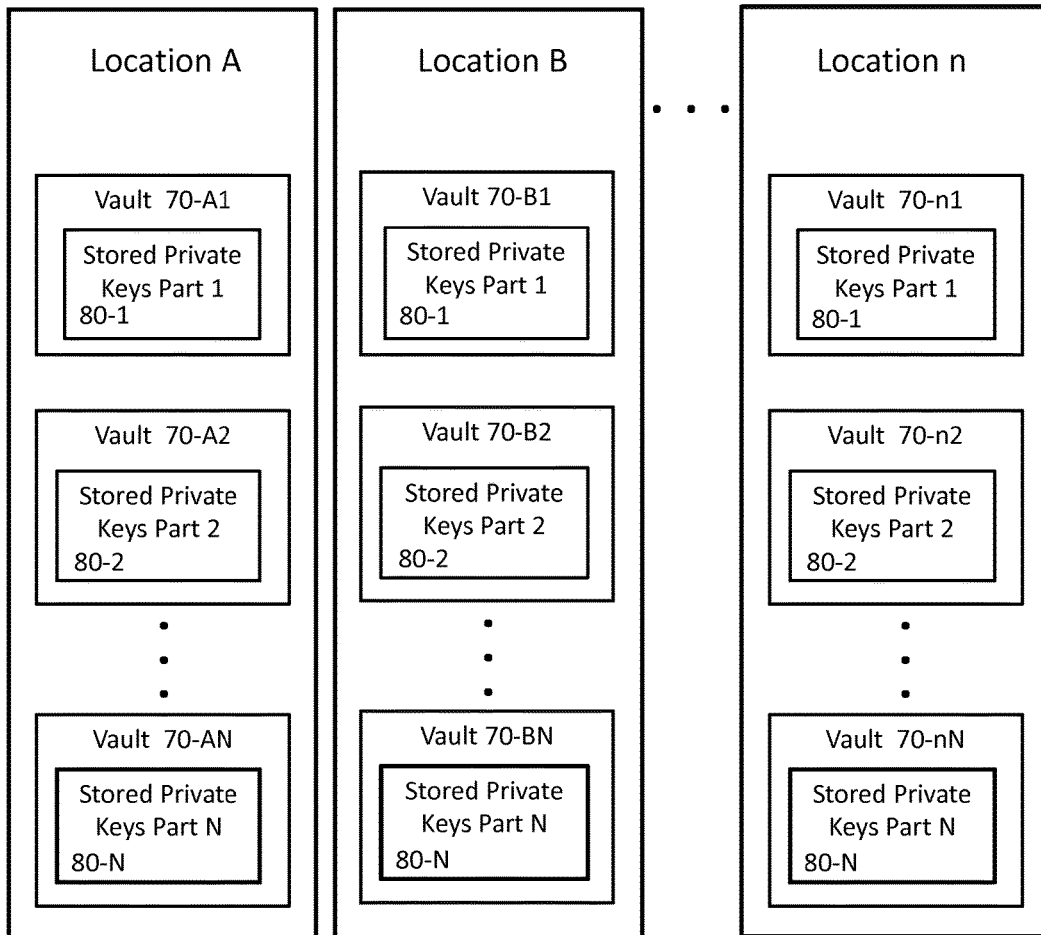 Location A
Vault 70-A1
Stored Private
Keys Part 1
80-1
Vault 70-A2
Stored Private
Keys Part 2
80-2
Vault 70-AN
Stored Private
Keys Part N
80-N
Location B
Vault 70-B1
Stored Private
Keys Part 1
80-1
Vault 70-B2
Stored Private
Keys Part 2
80-2
Vault 70-BN
Stored Private
Keys Part N
80-N
Location n
Vault 70-n1
Stored Private
Keys Part 1
80-1
Vault 70-n2
Stored Private
Keys Part 2
80-2
Vault 70-nN
Stored Private
Keys Part N
80-N